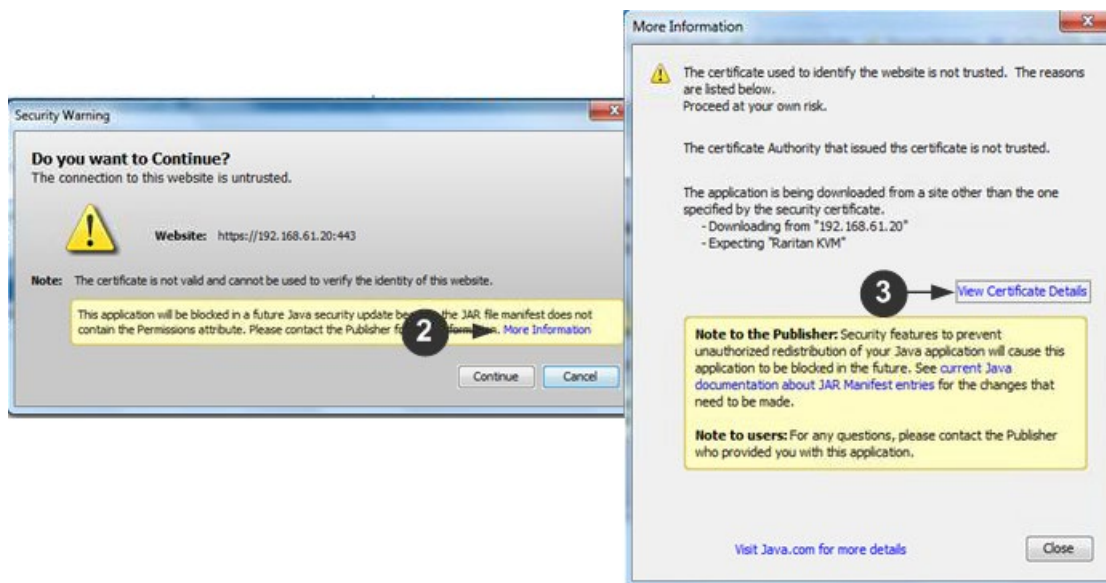 Security Warning
Do you want to Continue?
The connection to this website is untrusted.
Website: https://192.168.61.20:443
Note: The certificate is not valid and cannot be used to verify the identity of this website.
This application will be blocked in a future Java security update the JAR file manifest does not
contain the Permissions attribute. Please contact the Publisher More Information
2
Continue
Cancel
More Information
The certificate used to identify the website is not trusted. The reasons
are listed below.
Proceed at your own risk.
The certificate Authority that issued ths certificate is not trusted.
The application is being downloaded from a site other than the one
specified by the security certificate.
- Downloading from "192.168.61.20"
- Expecting "Raritan KVM"
3
View Certificate Details
Note to the Publisher: Security features to prevent
unauthorized redistribution of your Java application will cause this
application to be blocked in the future. See current Java
documentation about JAR Manifest entries for the changes that
need to be made.
Note to users: For any questions, please contact the Publisher
who provided you with this application.
Visit Java.com for more details
Close